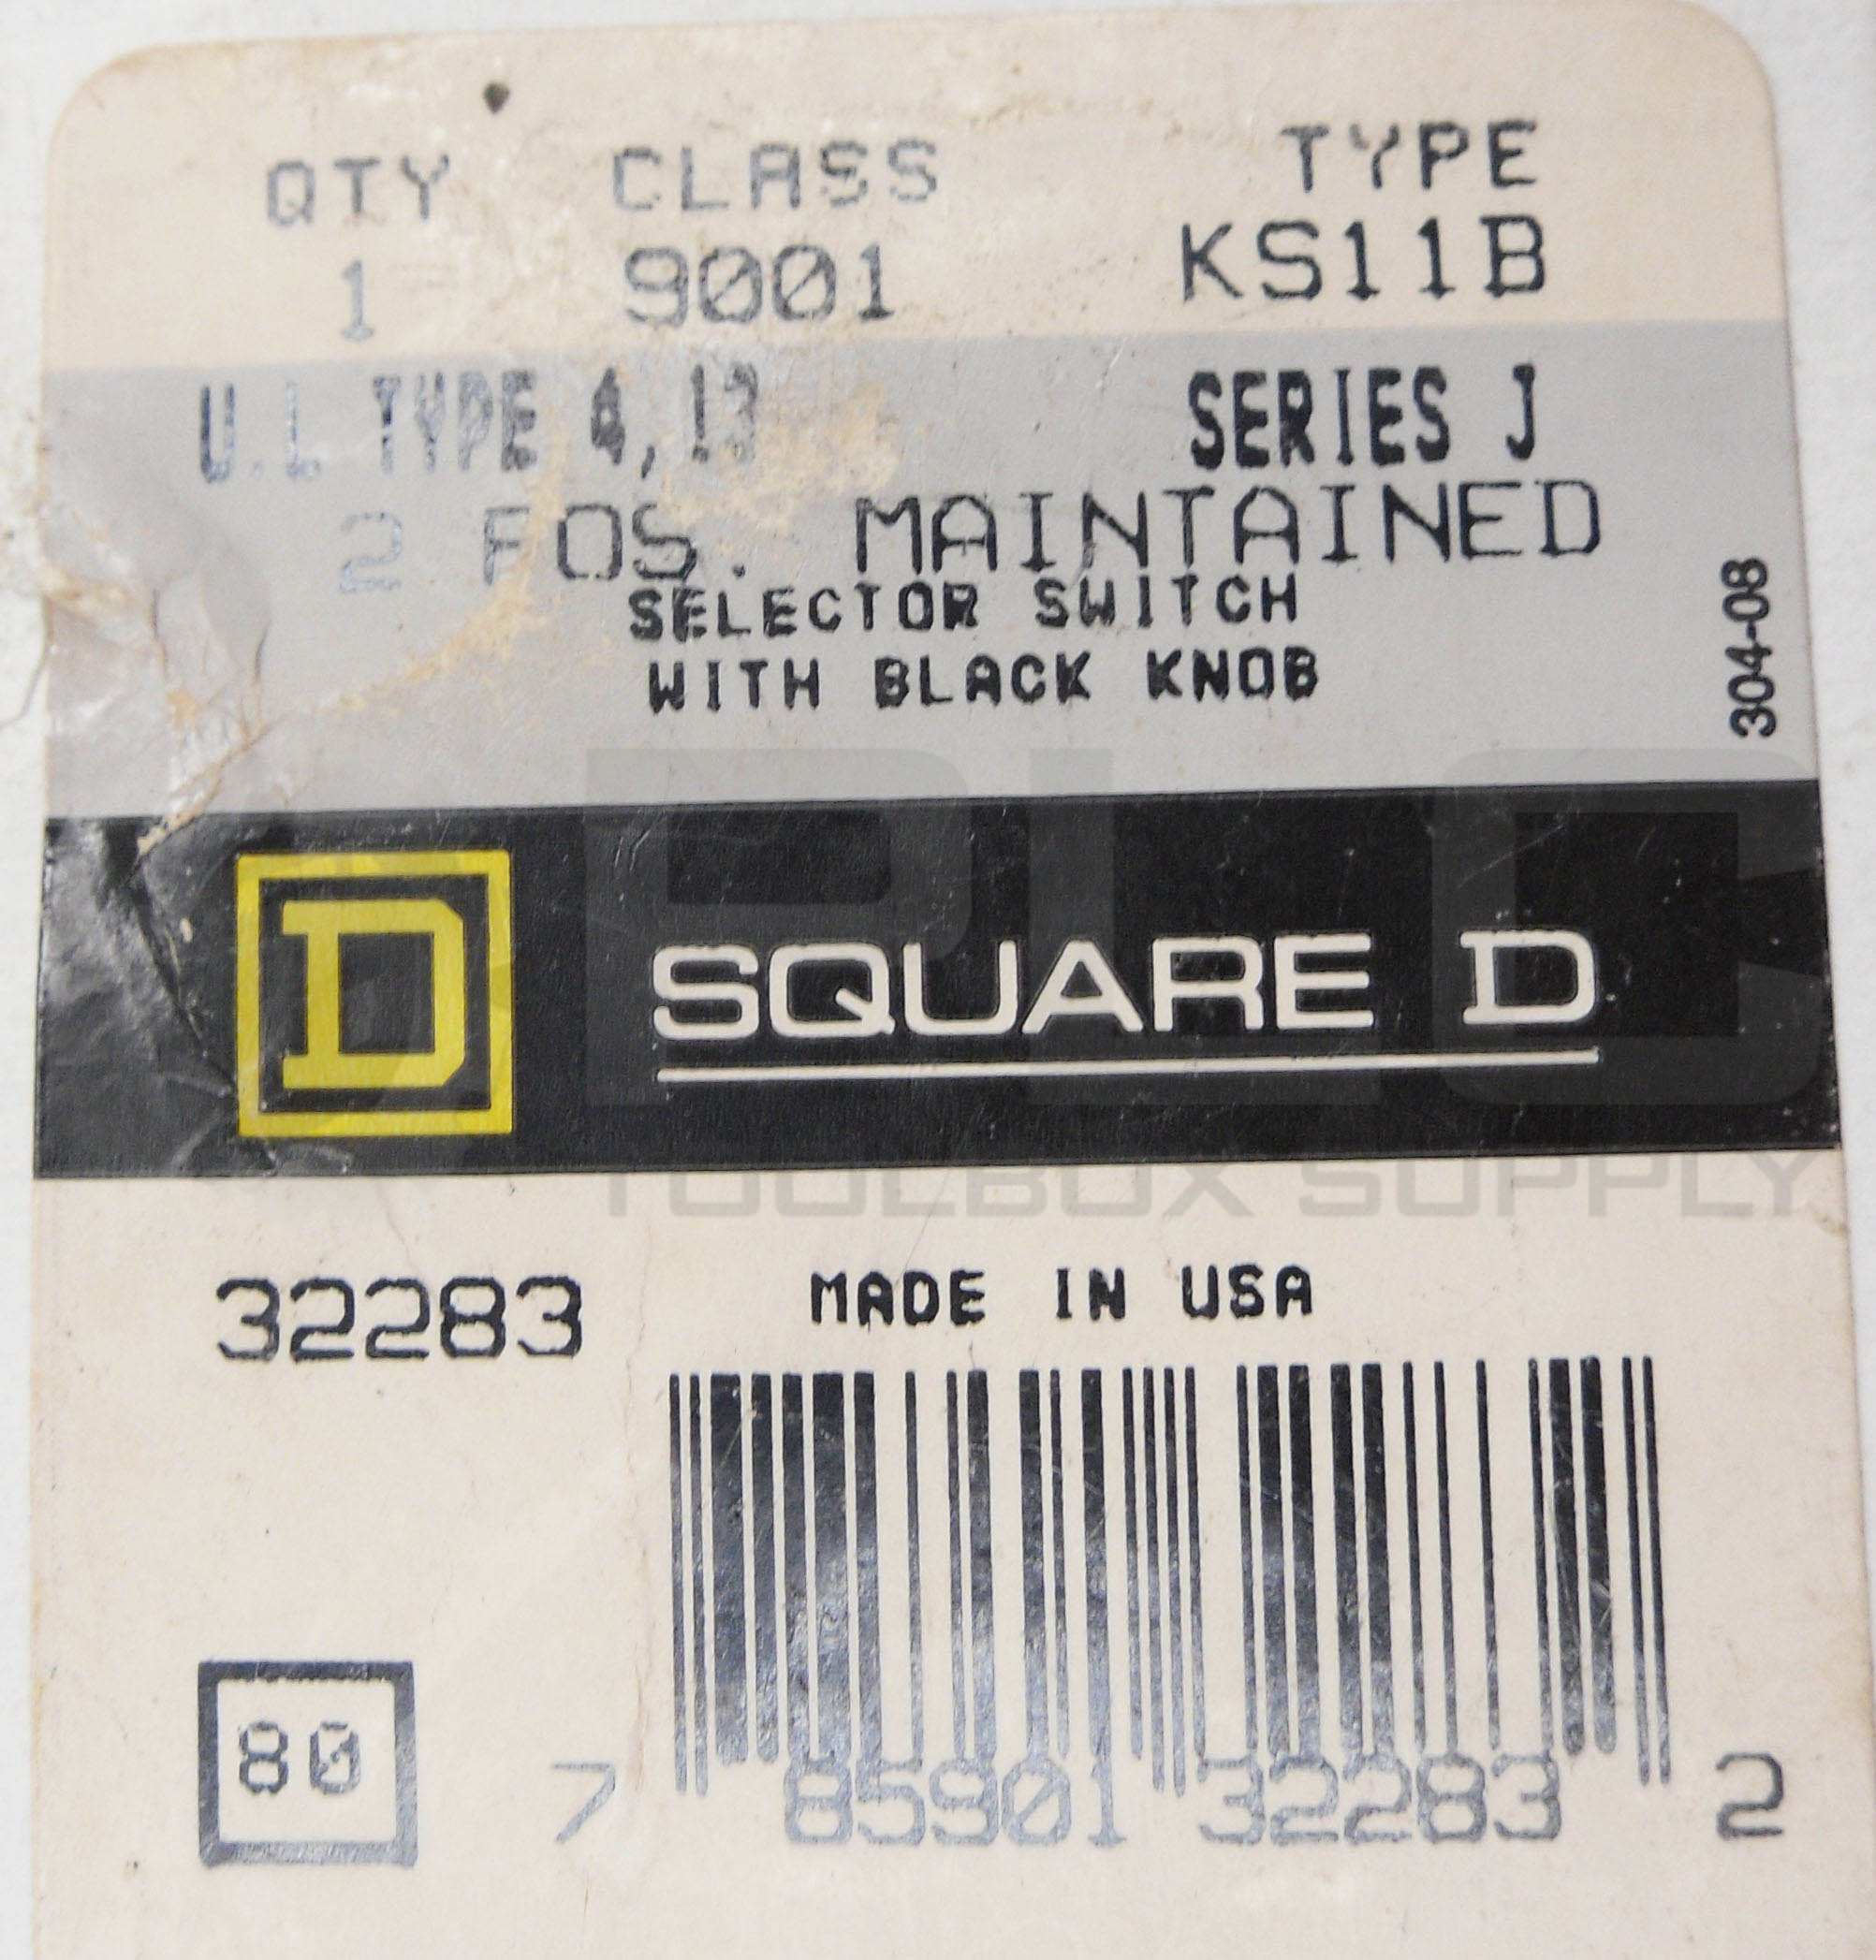 QTY CLASS TYPE
1 9001 KS11B
U.L TYPE 4,13 SERIES J
2 POS. MAINTAINED
SELECTOR SWITCH
WITH BLACK KNOB
304-08
D SQUARE D
PLC
TOOLBOX SUPPLY
32283 MADE IN USA
80
7 85901 32283 2